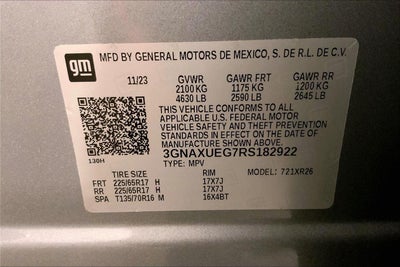 gm
MFD BY GENERAL MOTORS DE MEXICO, S. DE R.L. DE C.V.
11/23 GVWR GAWR FRT GAWR RR
2100 KG 1175 KG 1200 KG
4630 LB 2590 LB 2645 LB
THIS VEHICLE CONFORMS TO ALL
APPLICABLE U.S. FEDERAL MOTOR
VEHICLE SAFETY AND THEFT PREVENTION
STANDARDS IN EFFECT ON THE DATE OF
MANUFACTURE SHOWN ABOVE.
130H 3GNAXUEG7RS182922
TYPE: MPV MODEL: 721XR26
TIRE SIZE RIM
FRT 225/65R17 H 17X7J
RR 225/65R17 H 17X7J
SPA T135/70R16 M 16X4BT